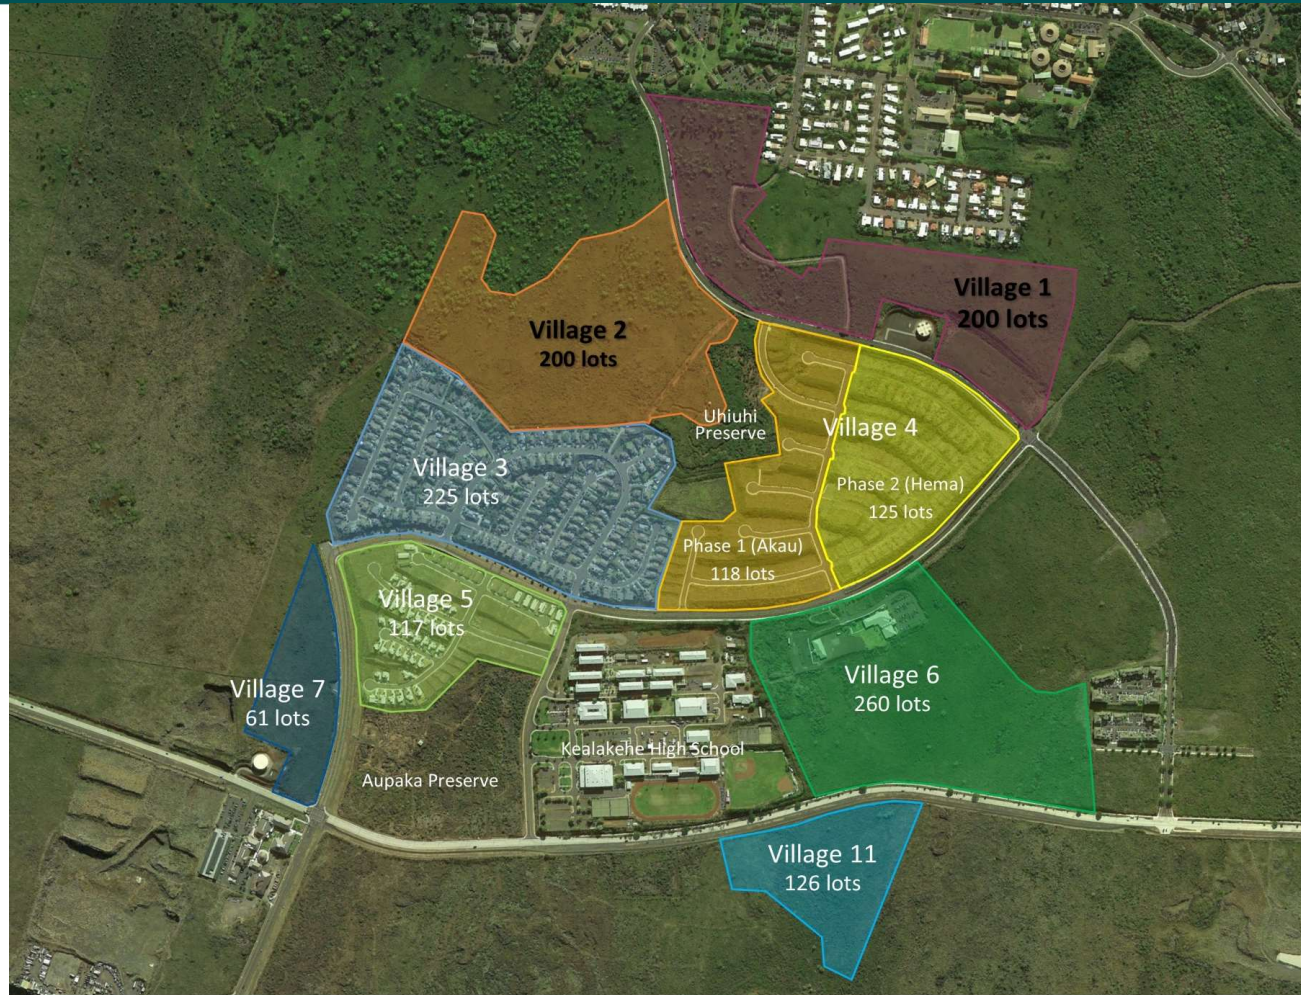 Village 1
200 lots
Village 2
200 lots
Uhiuhi
Preserve
Village 4
Village 3
225 lots
Phase 2 (Hema)
125 lots
Phase 1 (Akau)
118 lots
Village 5
117 lots
Village 6
260 lots
Village 7
61 lots
Kealakehe High School
Aupaka Preserve
Village 11
126 lots